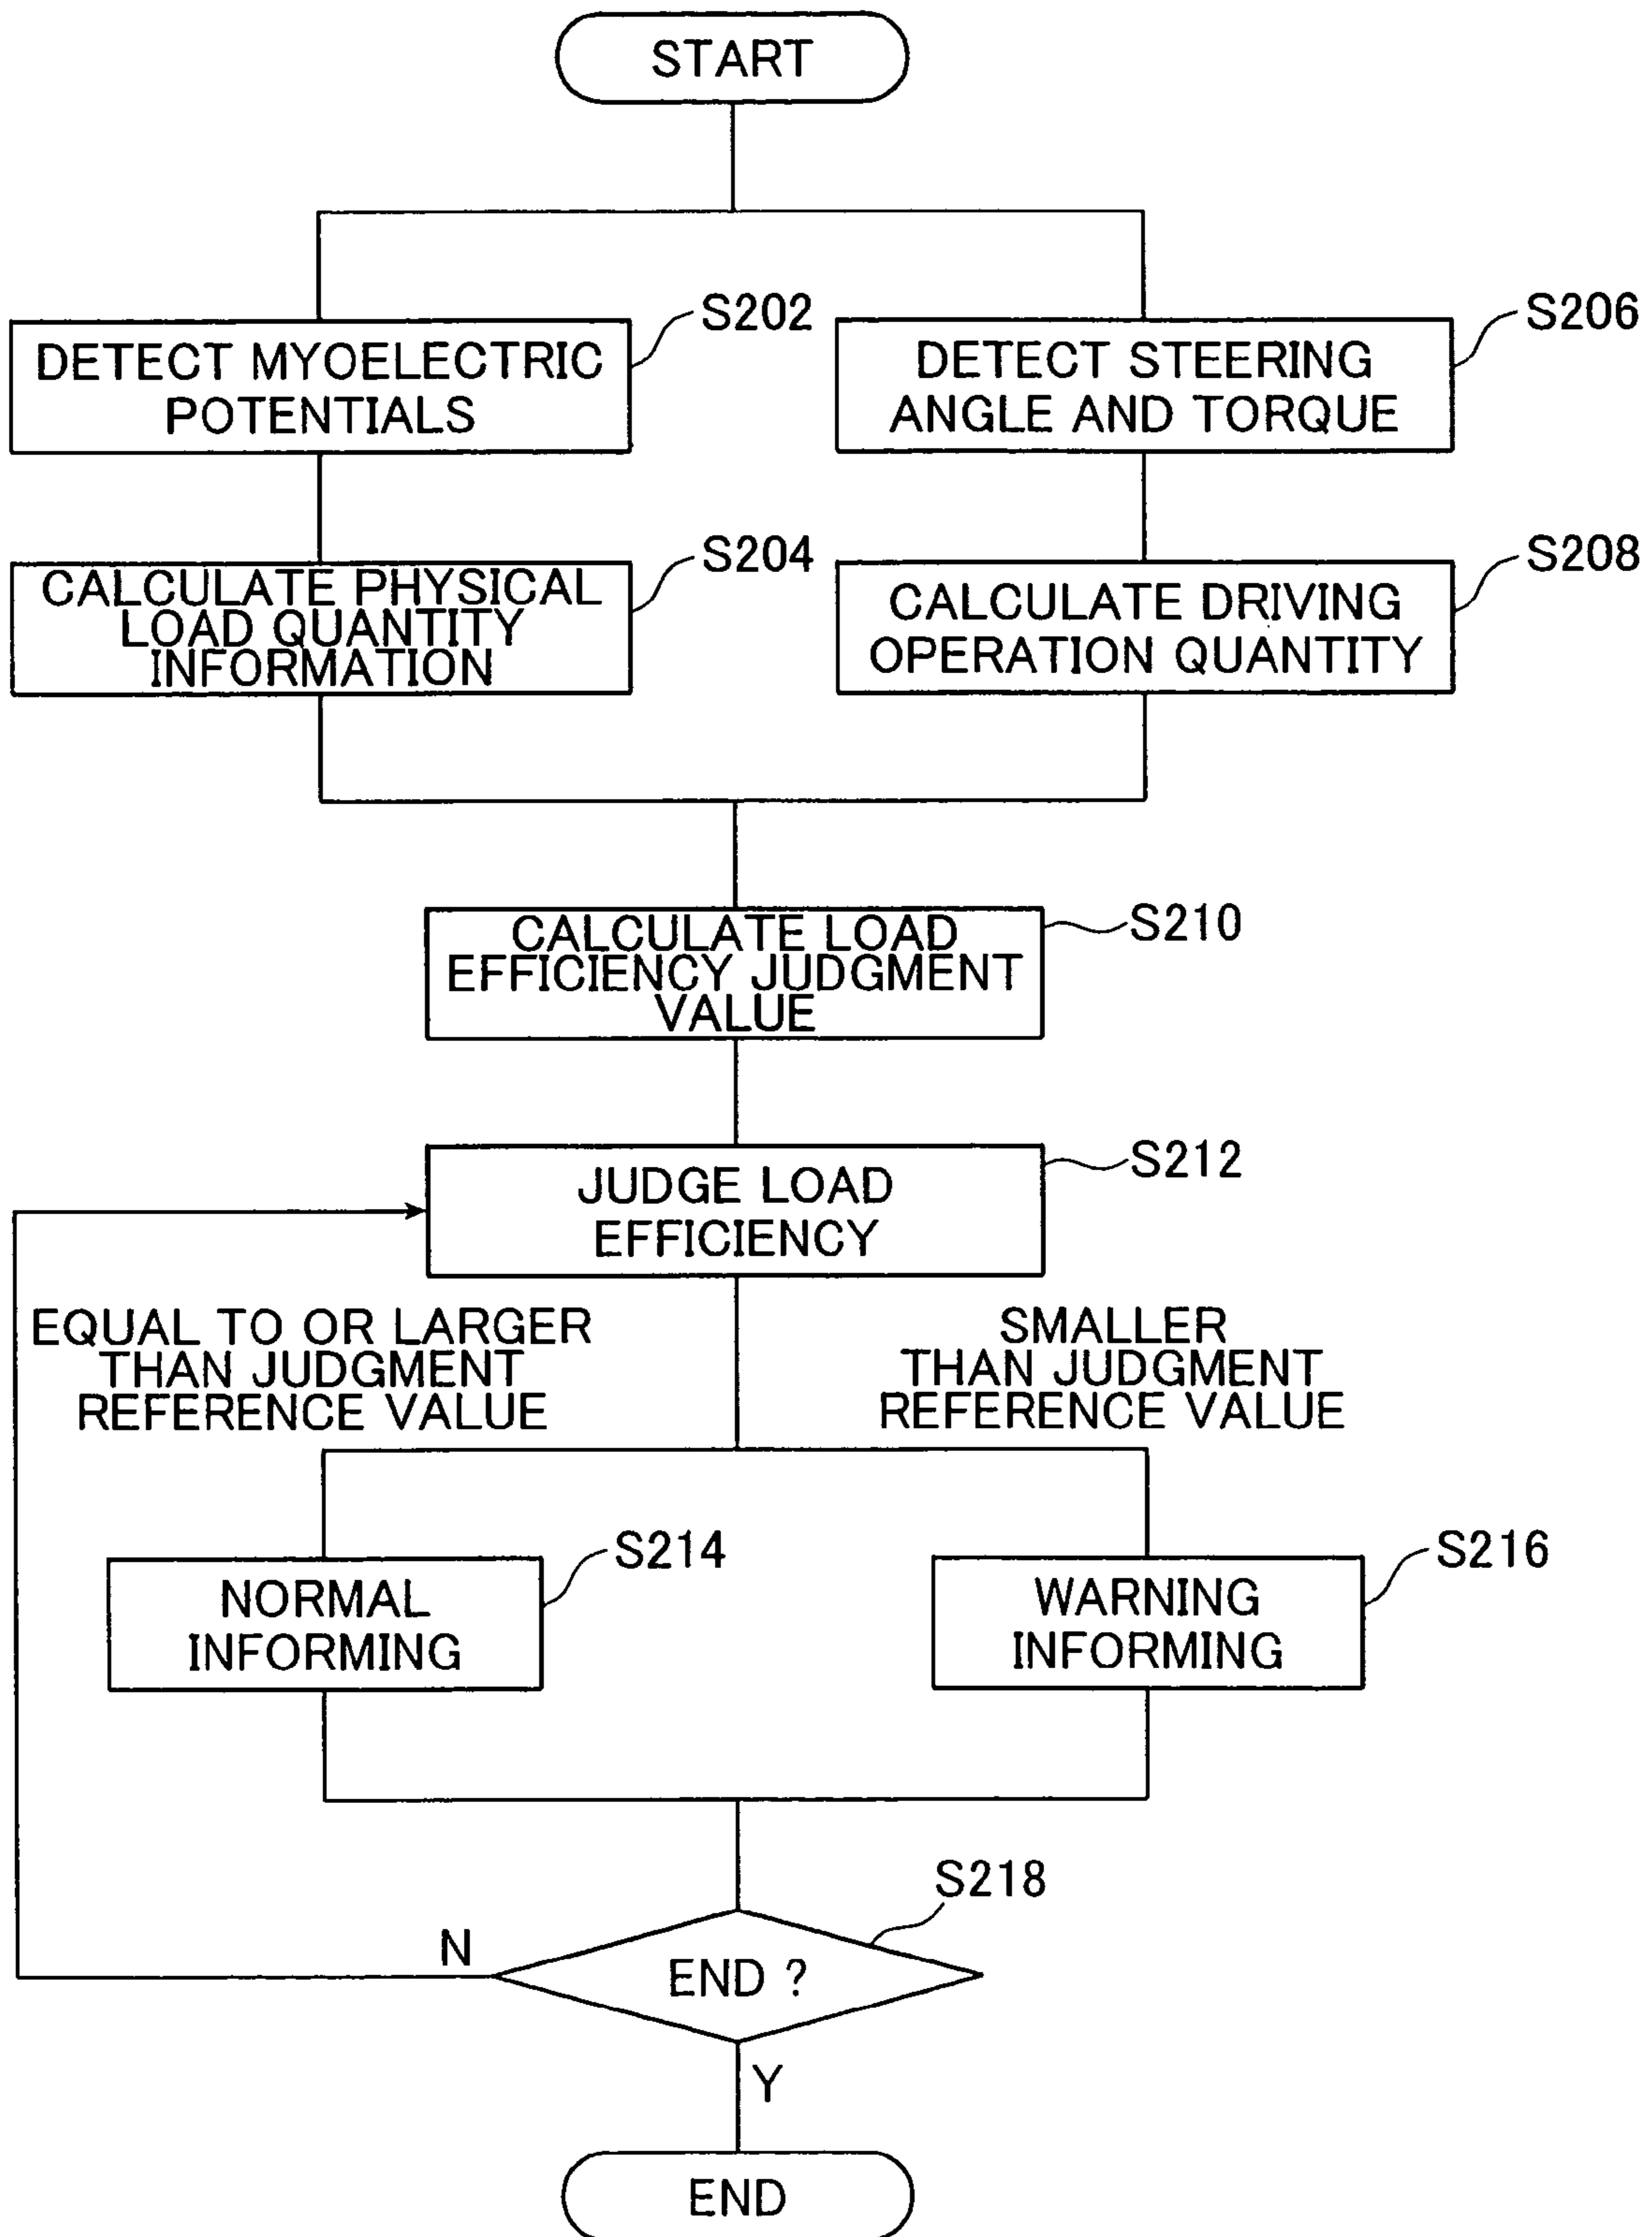 START
S202
DETECT MYOELECTRIC
POTENTIALS
S206
DETECT STEERING
ANGLE AND TORQUE
S204
CALCULATE PHYSICAL
LOAD QUANTITY
INFORMATION
S208
CALCULATE DRIVING
OPERATION QUANTITY
S210
CALCULATE LOAD
EFFICIENCY JUDGMENT
VALUE
S212
JUDGE LOAD
EFFICIENCY
EQUAL TO OR LARGER
THAN JUDGMENT
REFERENCE VALUE
SMALLER
THAN JUDGMENT
REFERENCE VALUE
S214
NORMAL
INFORMING
S216
WARNING
INFORMING
S218
N
END ?
Y
END